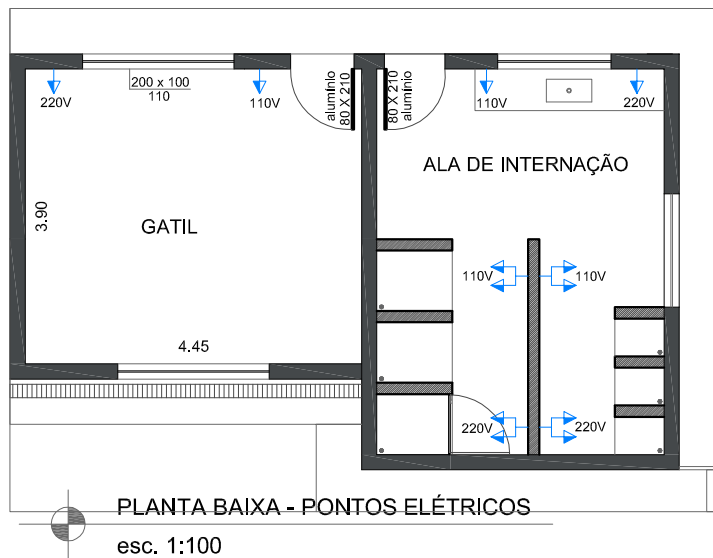 220V
200 x 100
110
110V
alumínio
80 X 210
80 X 210
alumínio
110V
220V
ALA DE INTERNAÇÃO
3.90
GATIL
110V
110V
4.45
220V
220V
PLANTA BAIXA - PONTOS ELÉTRICOS
esc. 1:100